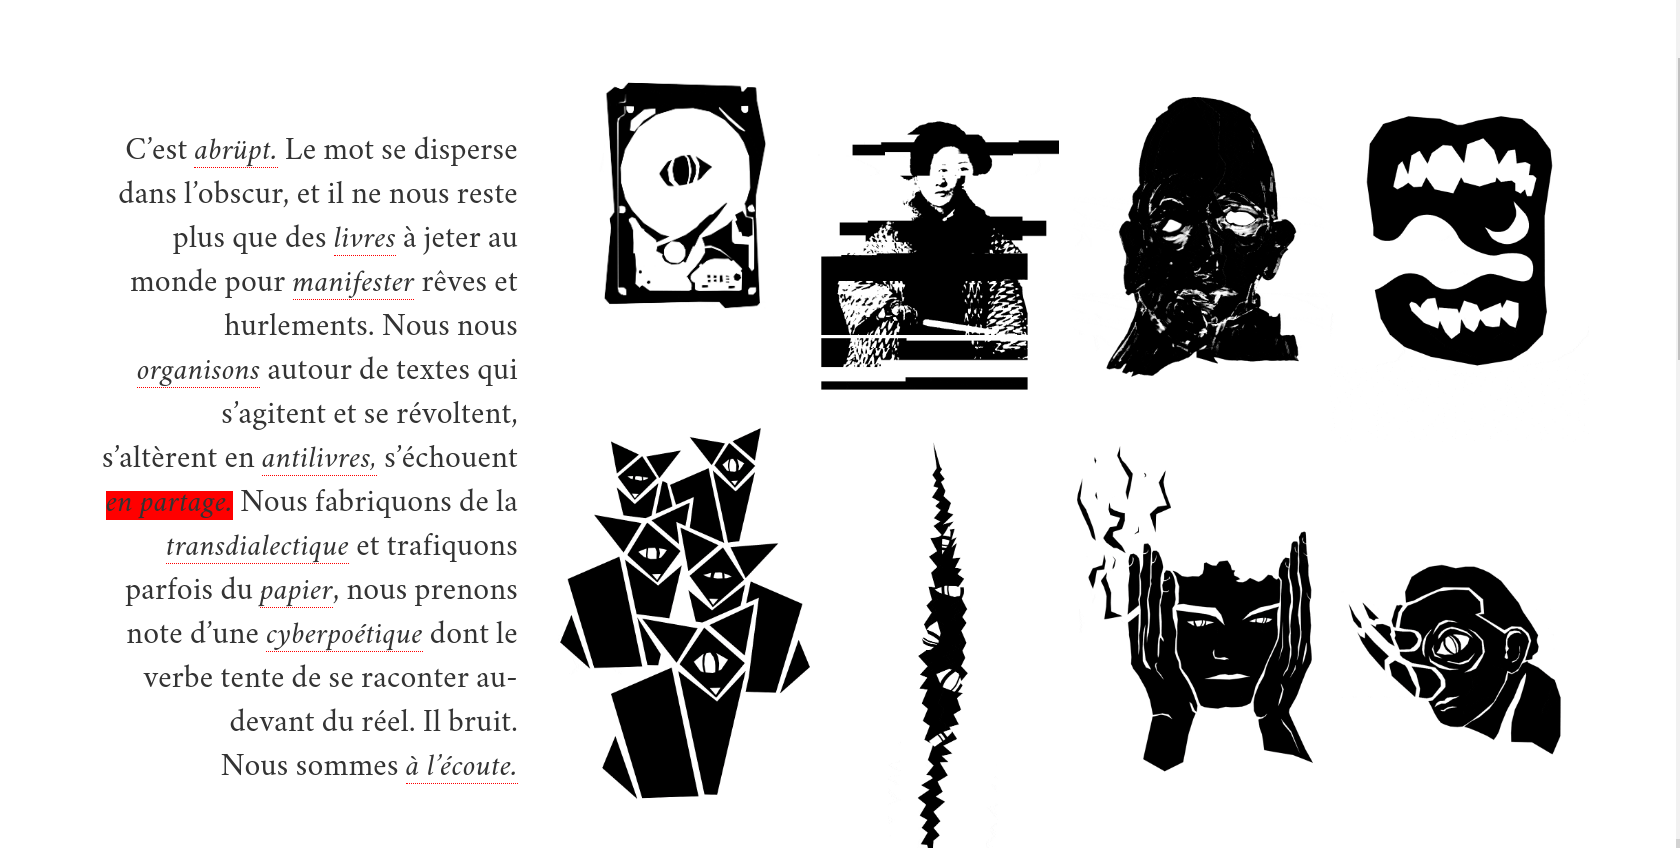 C’est abrüpt. Le mot se disperse
dans l’obscur, et il ne nous reste
plus que des livres à jeter au
monde pour manifester rêves et
hurlements. Nous nous
organisons autour de textes qui
s’agitent et se révoltent,
s’altèrent en antilivres, s’échouent
en partage. Nous fabriquons de la
transdialectique et trafiquons
parfois du papier, nous prenons
note d’une cyberpoétique dont le
verbe tente de se raconter au-
devant du réel. Il bruit.
Nous sommes à l’écoute.